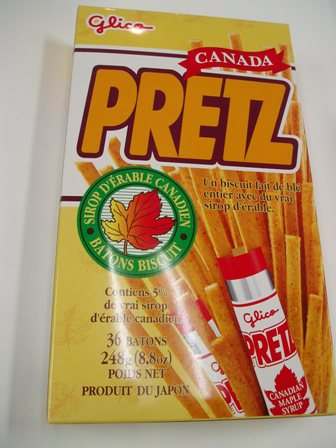 Glico
CANADA
PRETZ
Un biscuit fait de blé
entier avec du vrai
sirop d'érable.
SIROP D'ÉRABLE CANADIEN
BATONS BISCUIT
Contiens 5%
de vrai sirop
d'érable canadien
36 BATONS
248g (8.8oz)
POIDS NET
PRODUIT DU JAPON
Glico
PRETZ
CANADIAN
MAPLE
SYRUP